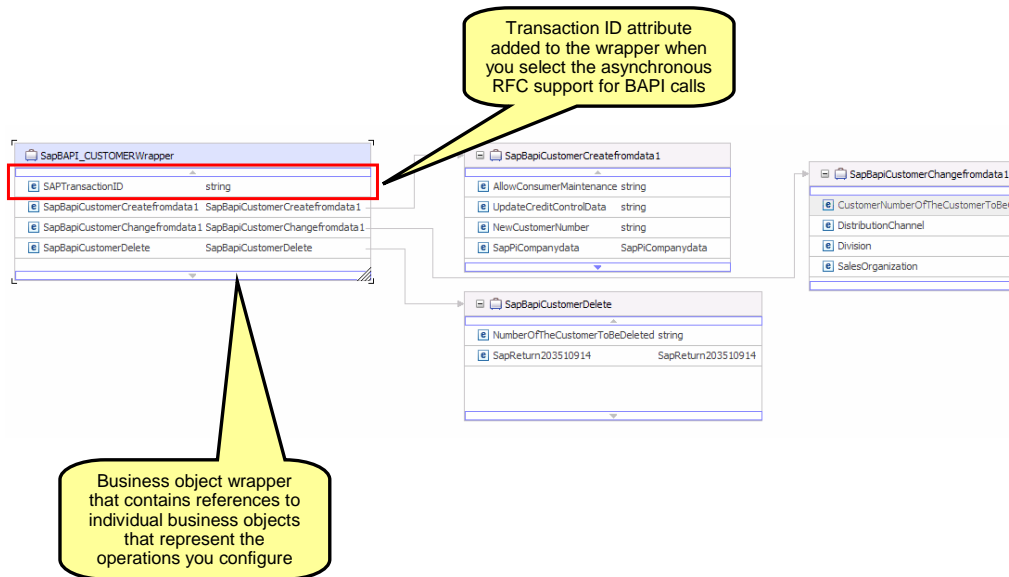 Transaction ID attribute
added to the wrapper when
you select the asynchronous
RFC support for BAPI calls
SapBAPI_CUSTOMERWrapper
SAPTransactionID string
SapBapiCustomerCreatefromdata1 SapBapiCustomerCreatefromdata1
SapBapiCustomerChangefromdata1 SapBapiCustomerChangefromdata1
SapBapiCustomerDelete SapBapiCustomerDelete
SapBapiCustomerCreatefromdata1
AllowConsumerMaintenance string
UpdateCreditControlData string
NewCustomerNumber string
SapPiCompanydata SapPiCompanydata
SapBapiCustomerChangefromdata1
CustomerNumberOfTheCustomerToBe
DistributionChannel
Division
SalesOrganization
SapBapiCustomerDelete
NumberOfTheCustomerToBeDeleted string
SapReturn203510914 SapReturn203510914
Business object wrapper
that contains references to
individual business objects
that represent the
operations you configure